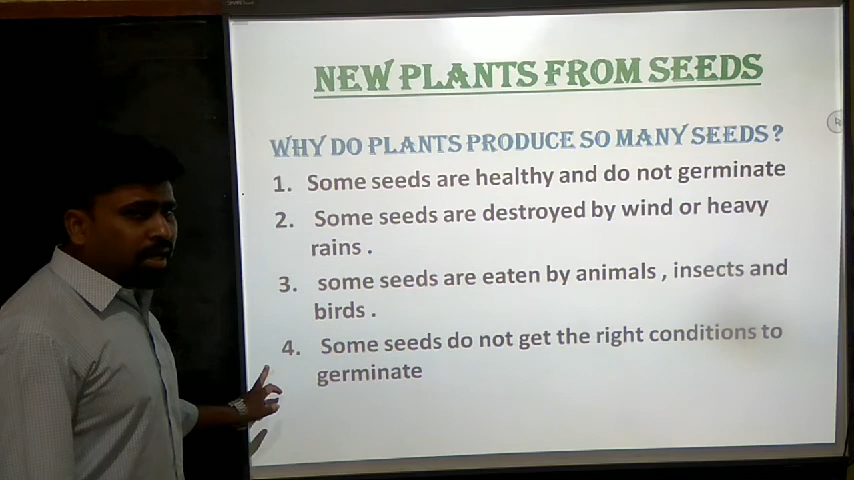 NEW PLANTS FROM SEEDS
WHY DO PLANTS PRODUCE SO MANY SEEDS?
1. Some seeds are healthy and do not germinate
2. Some seeds are destroyed by wind or heavy
rains .
3. some seeds are eaten by animals , insects and
birds .
4. Some seeds do not get the right conditions to
germinate